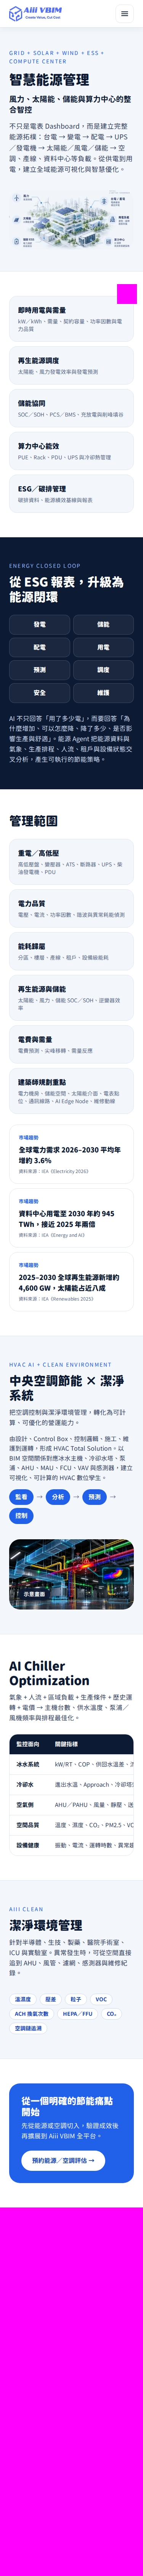 Aiii VBIM
Create Value, Cut Cost
GRID + SOLAR + WIND + ESS +
COMPUTE CENTER
智慧能源管理
風力、太陽能、儲能與算力中心的整
合智控
不只是電表 Dashboard，而是建立完整
能源拓樸：台電 → 變電 → 配電 → UPS
／發電機 → 太陽能／風電／儲能 → 空
調、產線、資料中心等負載。從供電到用
電，建立全域能源可視化與智慧優化。
即時用電與需量
kW／kWh、需量、契約容量、功率因數與電
力品質
再生能源調度
太陽能、風力發電效率與發電預測
儲能協同
SOC／SOH、PCS／BMS、充放電與削峰填谷
算力中心能效
PUE、Rack、PDU、UPS 與冷卻熱管理
ESG／碳排管理
碳排資料、能源績效基線與報表
ENERGY CLOSED LOOP
從 ESG 報表，升級為
能源閉環
發電
儲能
配電
用電
預測
調度
安全
維護
AI 不只回答「用了多少電」，而要回答「為
什麼增加、可以怎麼降、降了多少、是否影
響生產與舒適」。能源 Agent 把能源資料與
氣象、生產排程、人流、租戶與設備狀態交
叉分析，產生可執行的節能策略。
管理範圍
重電／高低壓
高低壓盤、變壓器、ATS、斷路器、UPS、柴
油發電機、PDU
電力品質
電壓、電流、功率因數、諧波與異常耗能偵測
能耗歸屬
分區、樓層、產線、租戶、設備級能耗
再生能源與儲能
太陽能、風力、儲能 SOC／SOH、逆變器效
率
電費與需量
電費預測、尖峰移轉、需量反應
建築師規劃重點
電力機房、儲能空間、太陽能介面、電表點
位、通訊線路、AI Edge Node、維修動線
市場趨勢
全球電力需求 2026–2030 平均年
增約 3.6%
資料來源：IEA《Electricity 2026》
市場趨勢
資料中心用電至 2030 年約 945
TWh，接近 2025 年兩倍
資料來源：IEA《Energy and AI》
市場趨勢
2025–2030 全球再生能源新增約
4,600 GW，太陽能占近八成
資料來源：IEA《Renewables 2025》
HVAC AI + CLEAN ENVIRONMENT
中央空調節能 × 潔淨
系統
把空調控制與潔淨環境管理，轉化為可計
算、可優化的營運能力。
由設計、Control Box、控制邏輯、施工、維
護到運轉，形成 HVAC Total Solution。以
BIM 空間關係對應冰水主機、冷卻水塔、泵
浦、AHU、MAU、FCU、VAV 與感測器，建立
可視化、可計算的 HVAC 數位孿生。
監看 → 分析 → 預測 →
控制
示意畫面
AI Chiller
Optimization
氣象 + 人流 + 區域負載 + 生產條件 + 歷史運
轉 + 電價 → 主機台數、供水溫度、泵浦／
風機頻率與排程最佳化。
監控面向 關鍵指標
冰水系統 kW/RT、COP、供回水溫差、流
冷卻水 進出水溫、Approach、冷卻塔
空氣側 AHU／PAHU、風量、靜壓、送
空間品質 溫度、濕度、CO₂、PM2.5、VO
設備健康 振動、電流、運轉時數、異常趨
AIII CLEAN
潔淨環境管理
針對半導體、生技、製藥、醫院手術室、
ICU 與實驗室。異常發生時，可從空間直接
追到 AHU、風管、濾網、感測器與維修紀
錄。
溫濕度 壓差 粒子 VOC
ACH 換氣次數 HEPA／FFU CO₂
空調鏈追溯
從一個明確的節能痛點
開始
先從能源或空調切入，驗證成效後
再擴展到 Aiii VBIM 全平台。
預約能源／空調評估 →